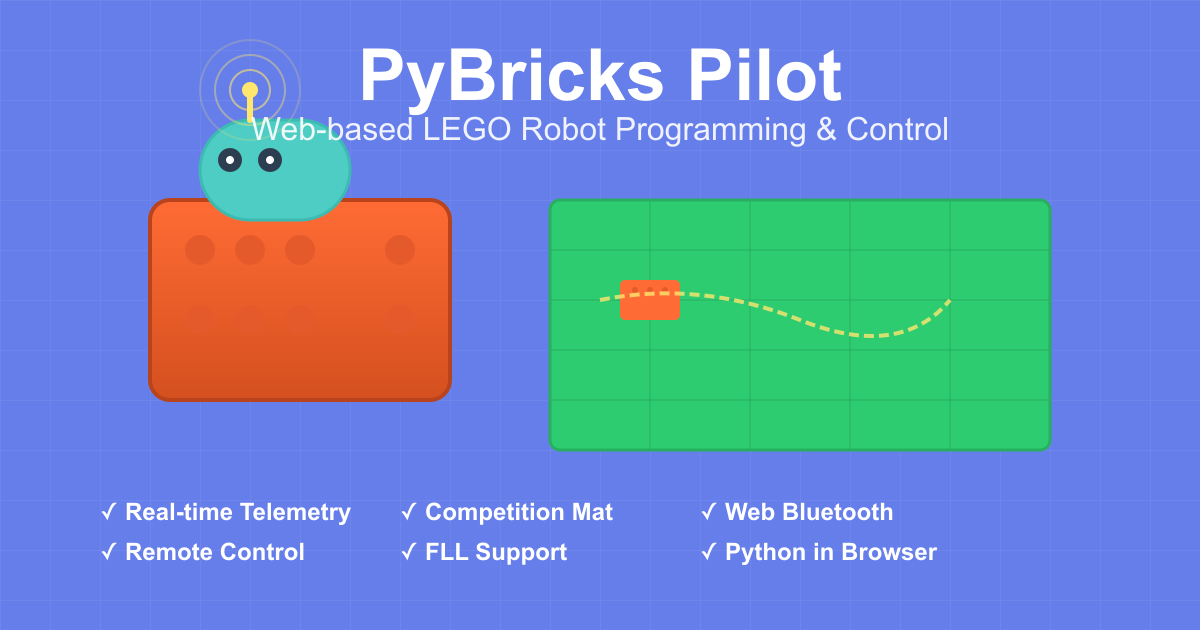 PyBricks Pilot
Web-based LEGO Robot Programming & Control
✓ Real-time Telemetry
✓ Competition Mat
✓ Web Bluetooth
✓ Remote Control
✓ FLL Support
✓ Python in Browser